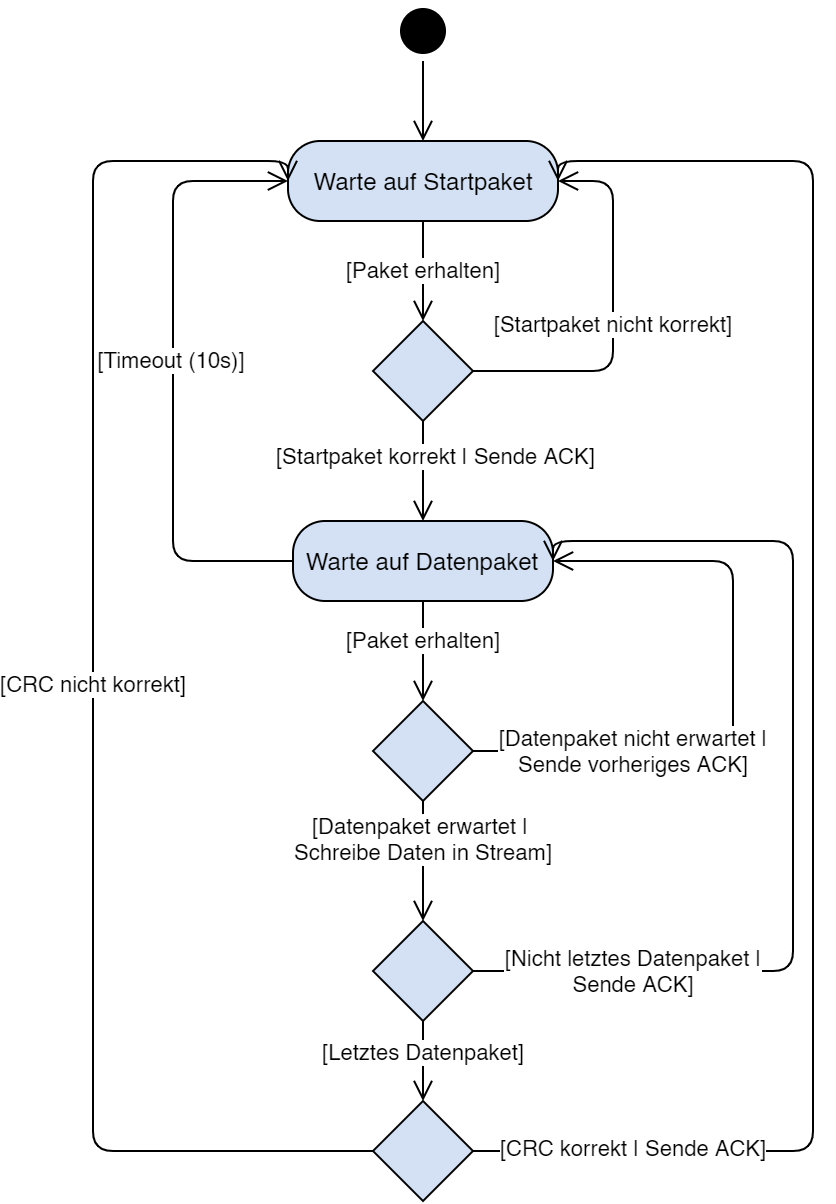 Warte auf Startpaket
[Paket erhalten]
[Startpaket nicht korrekt]
[Timeout (10s)]
[Startpaket korrekt | Sende ACK]
Warte auf Datenpaket
[Paket erhalten]
[CRC nicht korrekt]
[Datenpaket nicht erwartet |
Sende vorheriges ACK]
[Datenpaket erwartet |
Schreibe Daten in Stream]
[Nicht letztes Datenpaket |
Sende ACK]
[Letztes Datenpaket]
[CRC korrekt | Sende ACK]